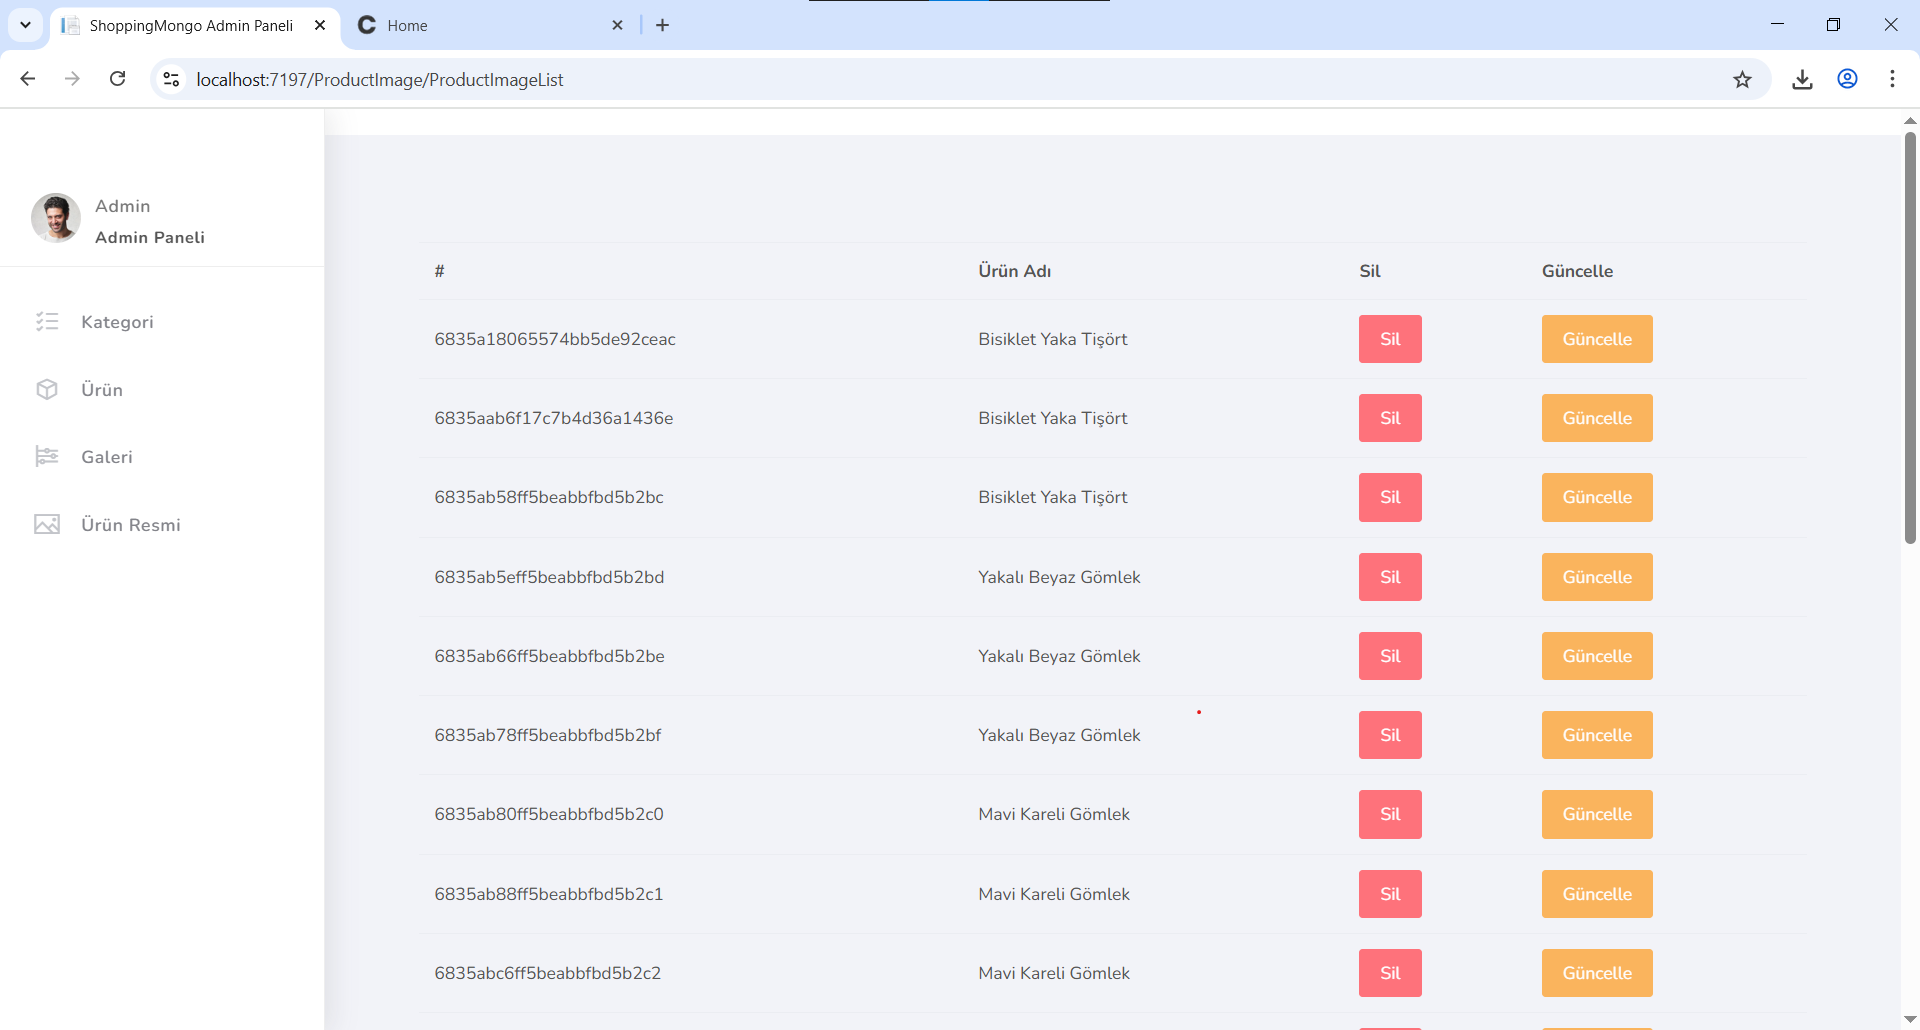 ShoppingMongo Admin Paneli
Home
localhost:7197/ProductImage/ProductImageList
Admin
Admin Paneli
Kategori
Ürün
Galeri
Ürün Resmi
# Ürün Adı Sil Güncelle
6835a18065574bb5de92ceac Bisiklet Yaka Tişört Sil Güncelle
6835aab6f17c7b4d36a1436e Bisiklet Yaka Tişört Sil Güncelle
6835ab58ff5beabbfbd5b2bc Bisiklet Yaka Tişört Sil Güncelle
6835ab5eff5beabbfbd5b2bd Yakalı Beyaz Gömlek Sil Güncelle
6835ab66ff5beabbfbd5b2be Yakalı Beyaz Gömlek Sil Güncelle
6835ab78ff5beabbfbd5b2bf Yakalı Beyaz Gömlek Sil Güncelle
6835ab80ff5beabbfbd5b2c0 Mavi Kareli Gömlek Sil Güncelle
6835ab88ff5beabbfbd5b2c1 Mavi Kareli Gömlek Sil Güncelle
6835abc6ff5beabbfbd5b2c2 Mavi Kareli Gömlek Sil Güncelle